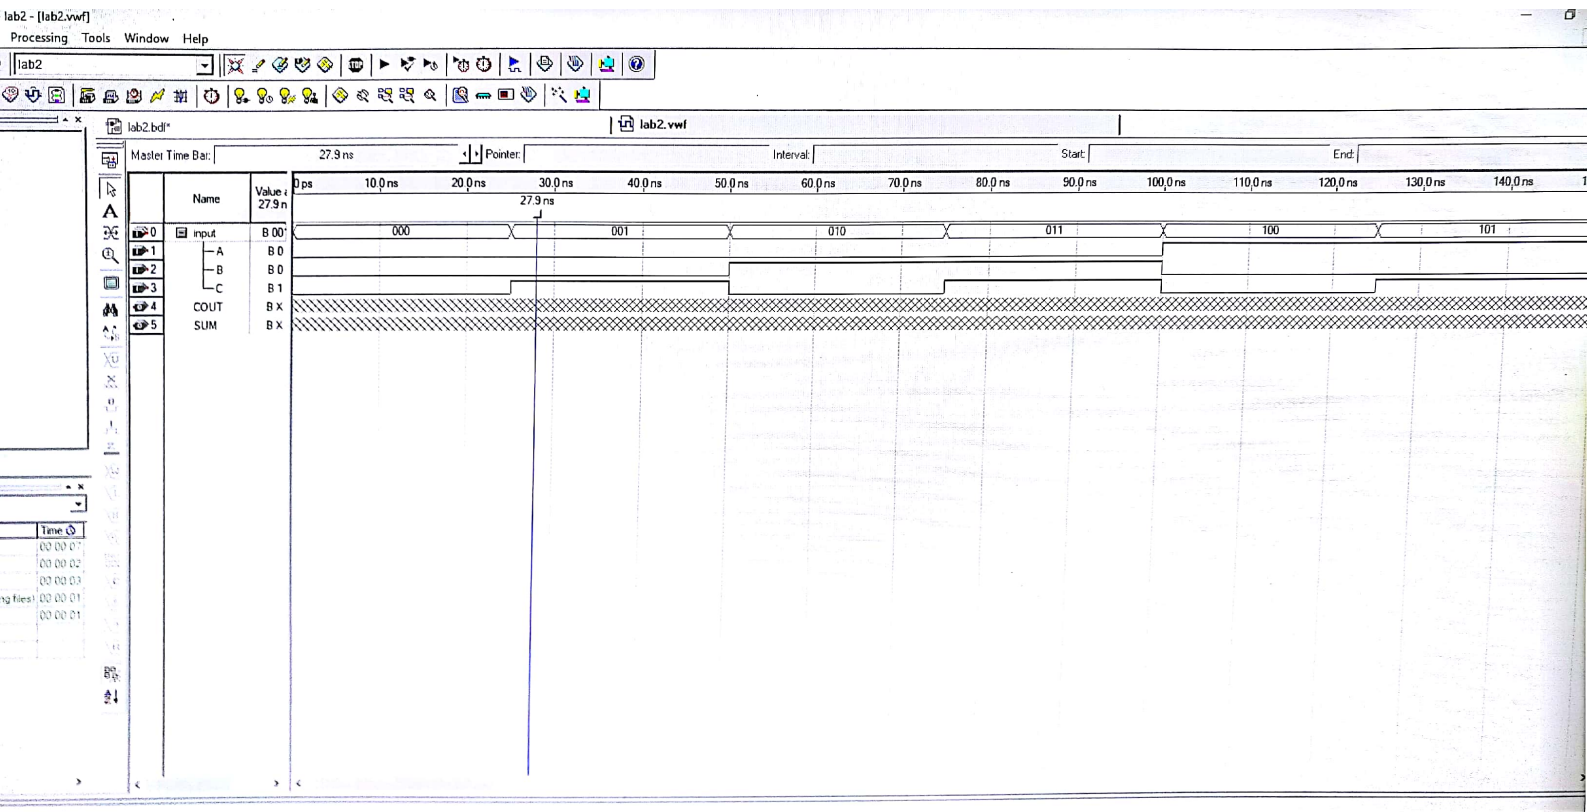 lab2 - [lab2.vwf]
Processing Tools Window Help
lab2
lab2.bdf*
lab2.vwf
Master Time Bar: 27.9 ns Pointer: Interval: Start: End:
Name Value a 0 ps 10.0 ns 20.0 ns 30.0 ns 40.0 ns 50.0 ns 60.0 ns 70.0 ns 80.0 ns 90.0 ns 100.0 ns 110.0 ns 120.0 ns 130.0 ns 140.0 ns 1
27.9 n 27.9 ns
0 input B 00 000 001 010 011 100 101
1 A B 0
2 B B 0
3 C B 1
4 COUT B X
5 SUM B X
Time
00:00:07
00:00:02
00:00:03
ng files) 00:00:01
00:00:01